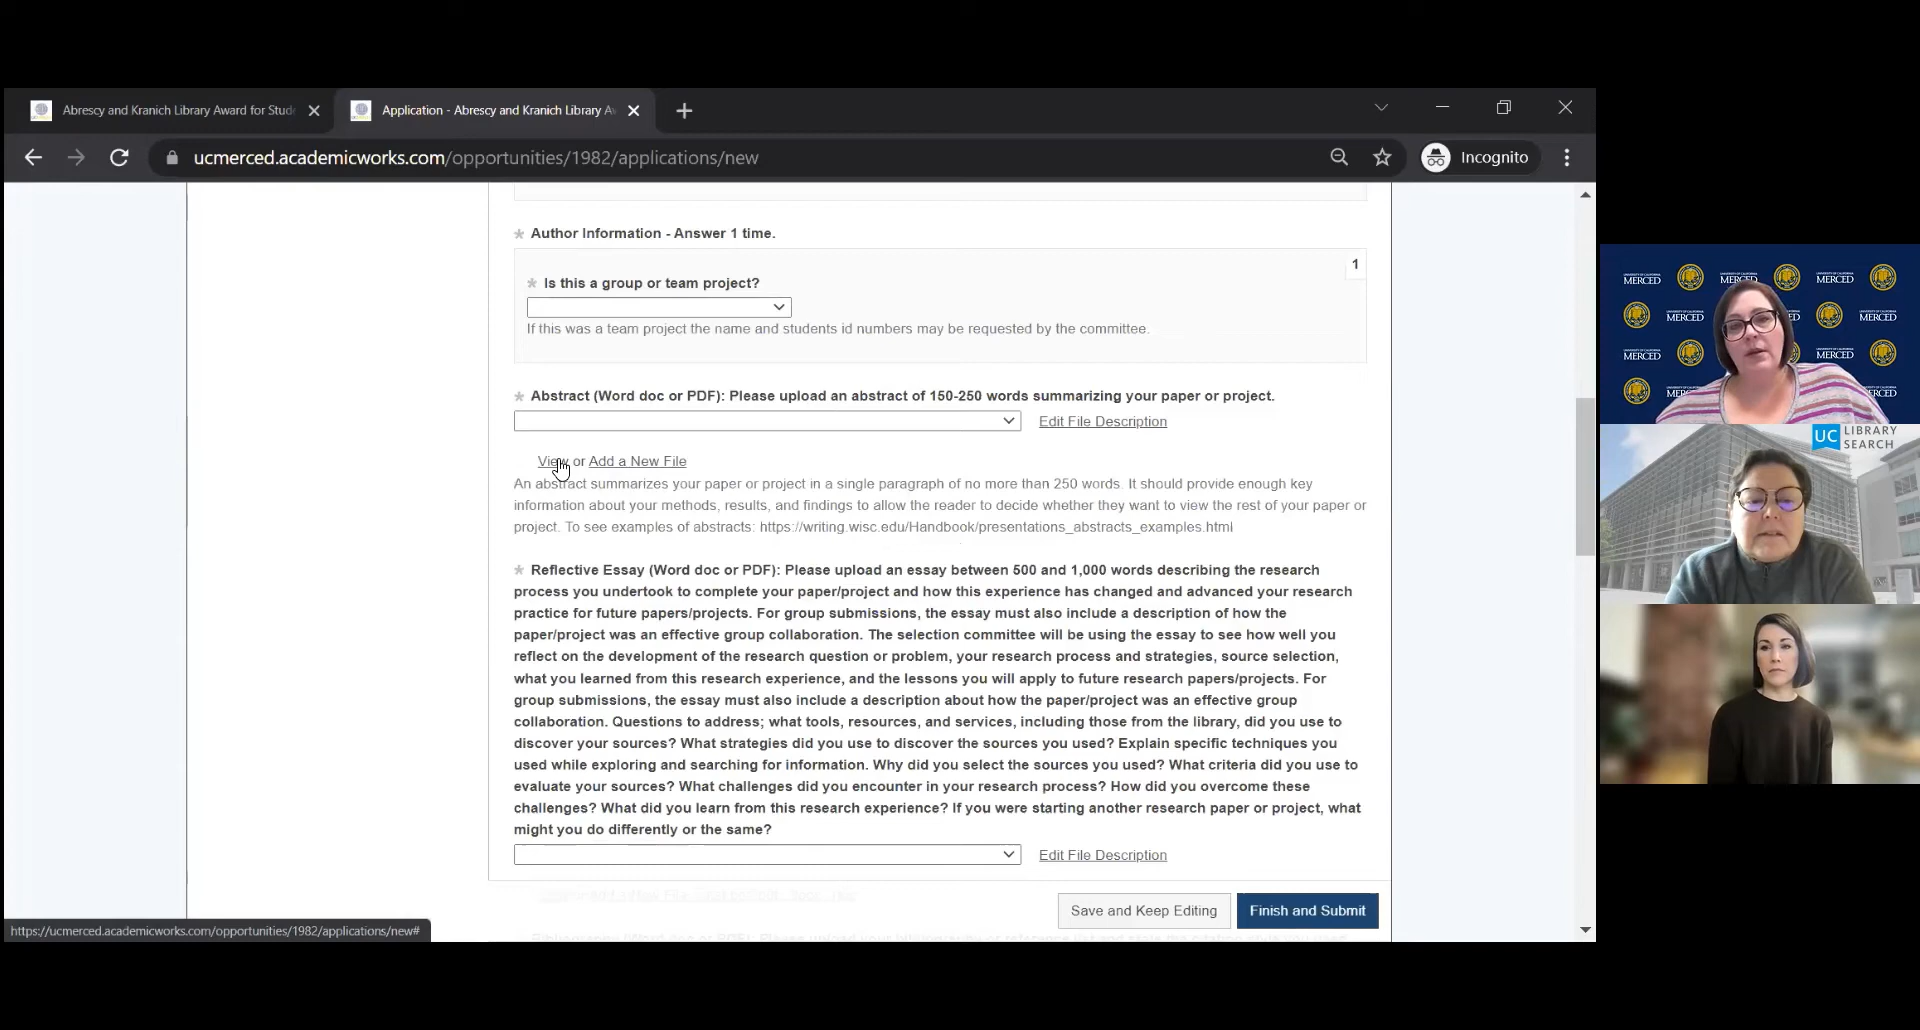 Abrescy and Kranich Library Award for Stude
Application - Abrescy and Kranich Library Aw
ucmerced.academicworks.com/opportunities/1982/applications/new
Incognito
* Author Information - Answer 1 time.
1
* Is this a group or team project?
If this was a team project the name and students id numbers may be requested by the committee.
* Abstract (Word doc or PDF): Please upload an abstract of 150-250 words summarizing your paper or project.
Edit File Description
View or Add a New File
An abstract summarizes your paper or project in a single paragraph of no more than 250 words. It should provide enough key
information about your methods, results, and findings to allow the reader to decide whether they want to view the rest of your paper or
project. To see examples of abstracts: https://writing.wisc.edu/Handbook/presentations_abstracts_examples.html
* Reflective Essay (Word doc or PDF): Please upload an essay between 500 and 1,000 words describing the research
process you undertook to complete your paper/project and how this experience has changed and advanced your research
practice for future papers/projects. For group submissions, the essay must also include a description of how the
paper/project was an effective group collaboration. The selection committee will be using the essay to see how well you
reflect on the development of the research question or problem, your research process and strategies, source selection,
what you learned from this research experience, and the lessons you will apply to future research papers/projects. For
group submissions, the essay must also include a description about how the paper/project was an effective group
collaboration. Questions to address; what tools, resources, and services, including those from the library, did you use to
discover your sources? What strategies did you use to discover the sources you used? Explain specific techniques you
used while exploring and searching for information. Why did you select the sources you used? What criteria did you use to
evaluate your sources? What challenges did you encounter in your research process? How did you overcome these
challenges? What did you learn from this research experience? If you were starting another research paper or project, what
might you do differently or the same?
Edit File Description
Save and Keep Editing
Finish and Submit
https://ucmerced.academicworks.com/opportunities/1982/applications/new#
MERCED
MERCED
MERCED
MERCED
MERCED
MERCED
MERCED
MERCED
UC LIBRARY
SEARCH